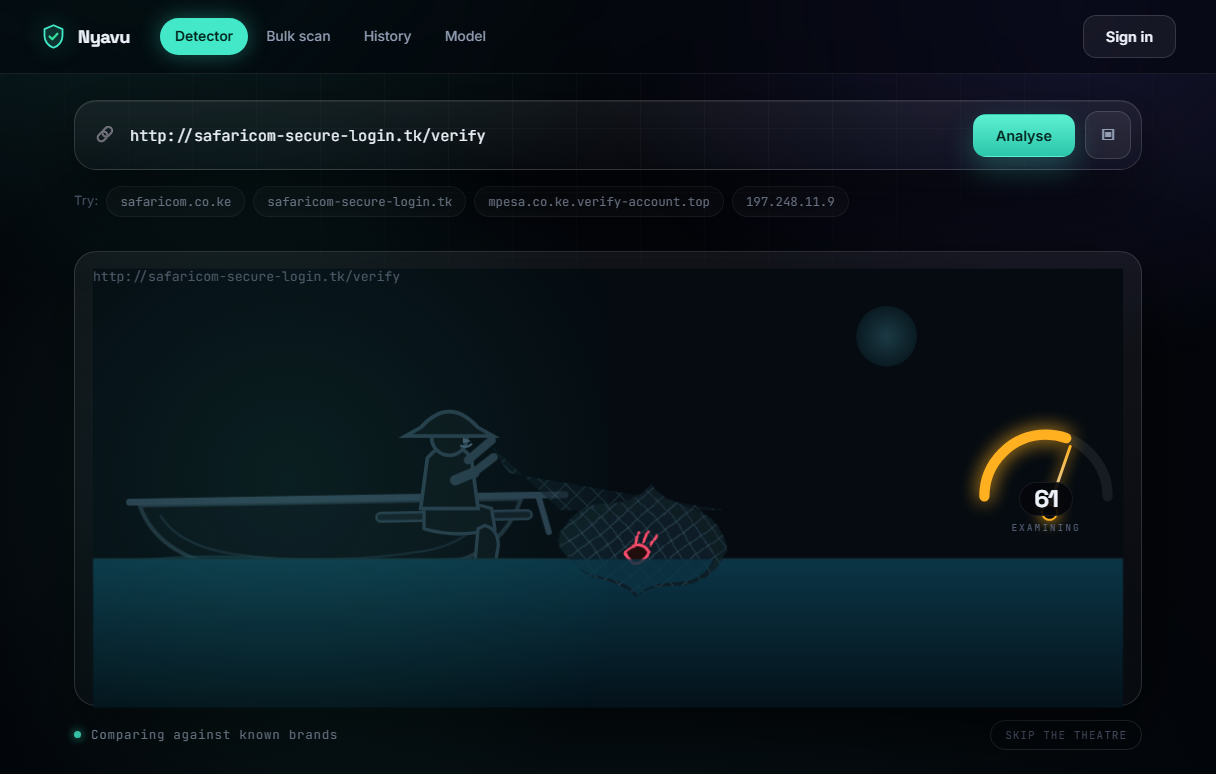 Nyavu
Detector
Bulk scan
History
Model
Sign in
http://safaricom-secure-login.tk/verify
Analyse
Try:
safaricom.co.ke
safaricom-secure-login.tk
mpesa.co.ke.verify-account.top
197.248.11.9
http://safaricom-secure-login.tk/verify
61
EXAMINING
Comparing against known brands
SKIP THE THEATRE